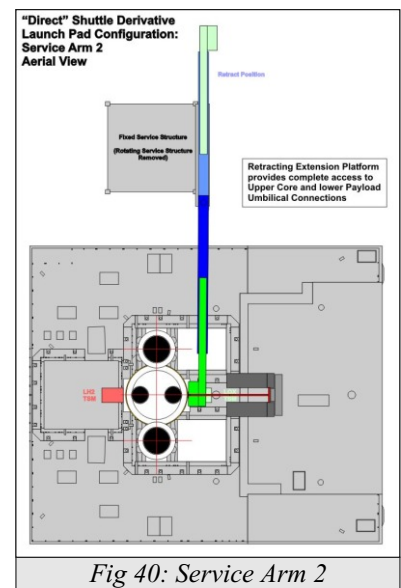 “Direct” Shuttle Derivative
Launch Pad Configuration:
Service Arm 2
Aerial View
Retract Position
Fixed Service Structure
(Rotating Service Structure
Removed)
Retracting Extension Platform
provides complete access to
Upper Core and lower Payload
Umbilical Connections
LH2
TSM
Fig 40: Service Arm 2